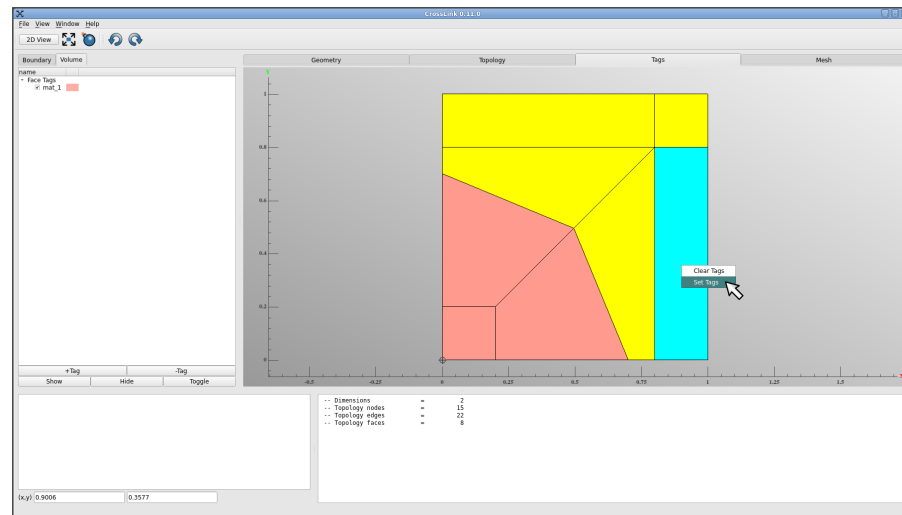 CrossLink 0.11.0
File View Window Help
2D View
Boundary Volume
Geometry Topology Tags Mesh
name
Face Tags
mat_1
+Tag -Tag
Show Hide Toggle
Y
1
0.8
0.6
0.4
0.2
0
Clear Tags
Set Tags
-0.5 -0.25 0 0.25 0.5 0.75 1 1.25 1.5
-- Dimensions = 2
-- Topology nodes = 15
-- Topology edges = 22
-- Topology faces = 8
(x,y) 0.9006 0.3577